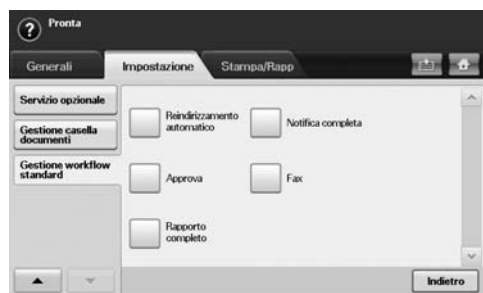 Pronta
Generali
Impostazione
Stampa/Rapp
Servizio opzionale
Gestione casella
documenti
Gestione workflow
standard
Reindirizzamento
automatico
Notifica completa
Approva
Fax
Rapporto
completo
Indietro